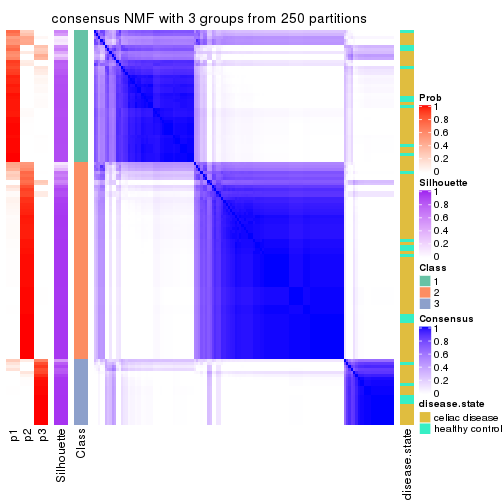 consensus NMF with 3 groups from 250 partitions
Prob
1
0.8
0.6
0.4
0.2
0
Silhouette
1
0.8
0.6
0.4
0.2
0
Class
1
2
3
Consensus
1
0.8
0.6
0.4
0.2
0
disease.state
celiac disease
healthy control
p1
p2
p3
Silhouette
Class
disease.state